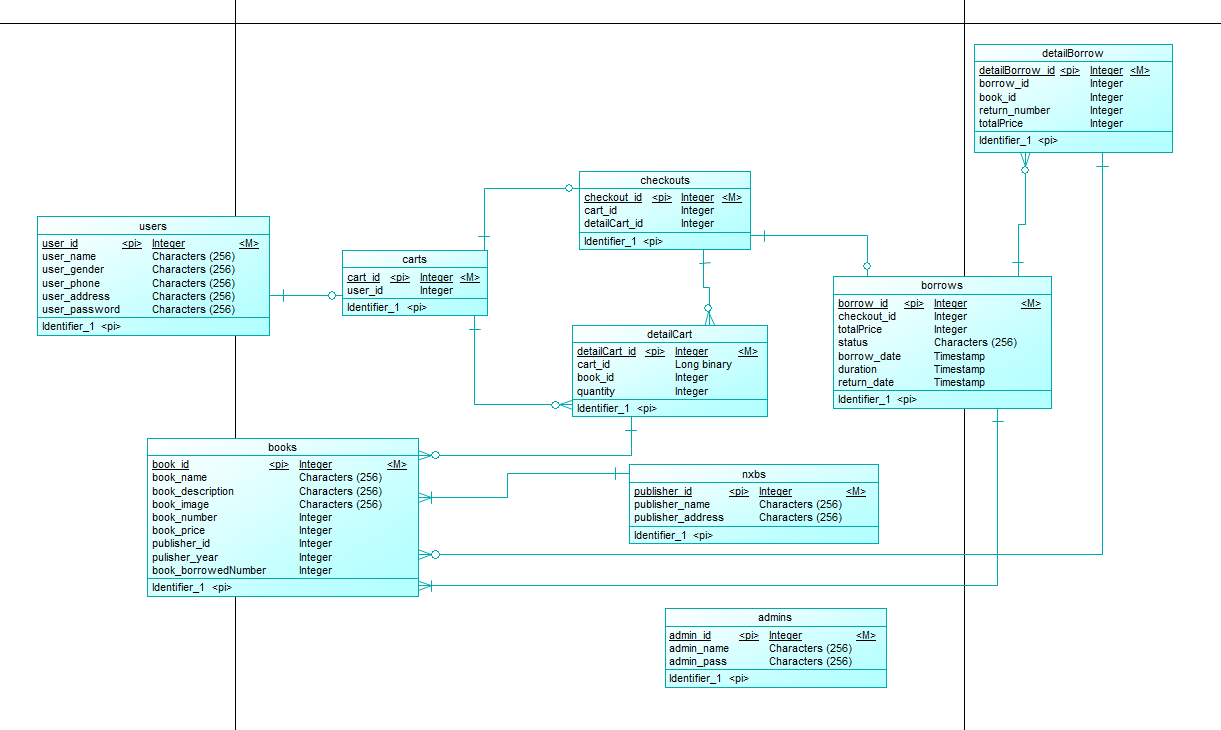 detailBorrow
detailBorrow_id <pi> Integer <M>
borrow_id Integer
book_id Integer
return_number Integer
totalPrice Integer
Identifier_1 <pi>
checkouts
checkout_id <pi> Integer <M>
cart_id Integer
detailCart_id Integer
Identifier_1 <pi>
users
user_id <pi> Integer <M>
user_name Characters (256)
user_gender Characters (256)
user_phone Characters (256)
user_address Characters (256)
user_password Characters (256)
Identifier_1 <pi>
carts
cart_id <pi> Integer <M>
user_id Integer
Identifier_1 <pi>
borrows
borrow_id <pi> Integer <M>
checkout_id Integer
totalPrice Integer
status Characters (256)
borrow_date Timestamp
duration Timestamp
return_date Timestamp
Identifier_1 <pi>
detailCart
detailCart_id <pi> Integer <M>
cart_id Long binary
book_id Integer
quantity Integer
Identifier_1 <pi>
books
book_id <pi> Integer <M>
book_name Characters (256)
book_description Characters (256)
book_image Characters (256)
book_number Integer
book_price Integer
publisher_id Integer
pulisher_year Integer
book_borrowedNumber Integer
Identifier_1 <pi>
nxbs
publisher_id <pi> Integer <M>
publisher_name Characters (256)
publisher_address Characters (256)
Identifier_1 <pi>
admins
admin_id <pi> Integer <M>
admin_name Characters (256)
admin_pass Characters (256)
Identifier_1 <pi>